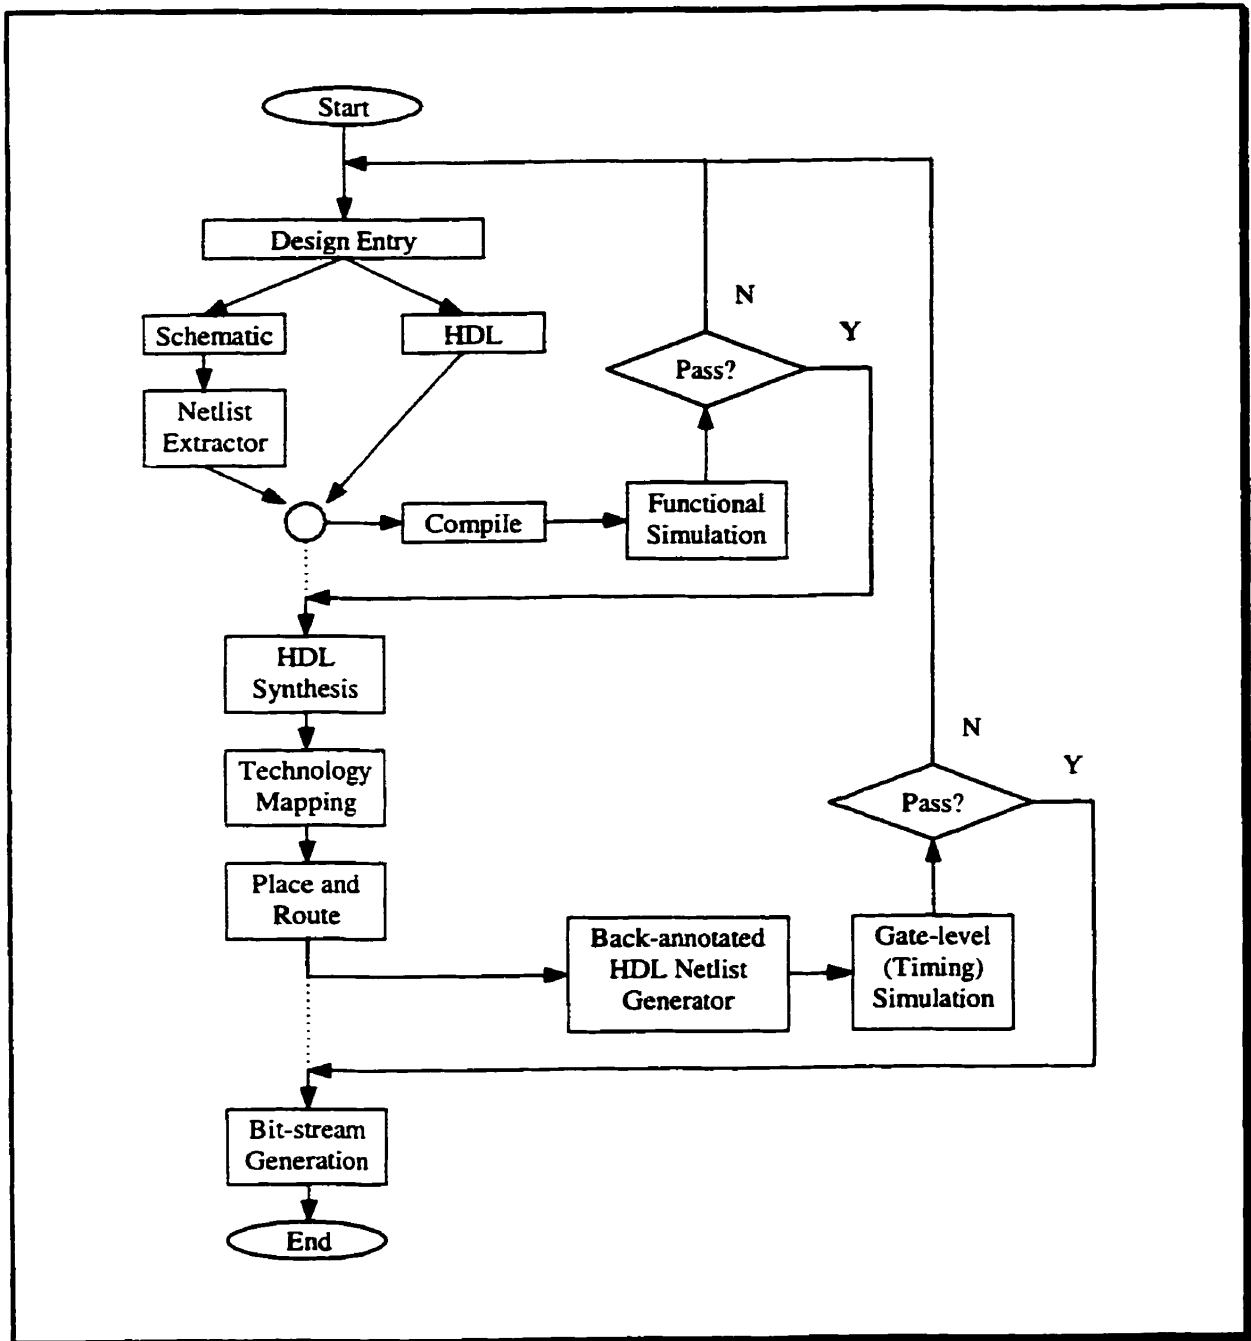 Start
Design Entry
Schematic
HDL
Netlist
Extractor
Compile
Functional
Simulation
Pass?
N
Y
HDL
Synthesis
Technology
Mapping
Place and
Route
Back-annotated
HDL Netlist
Generator
Gate-level
(Timing)
Simulation
Pass?
N
Y
Bit-stream
Generation
End